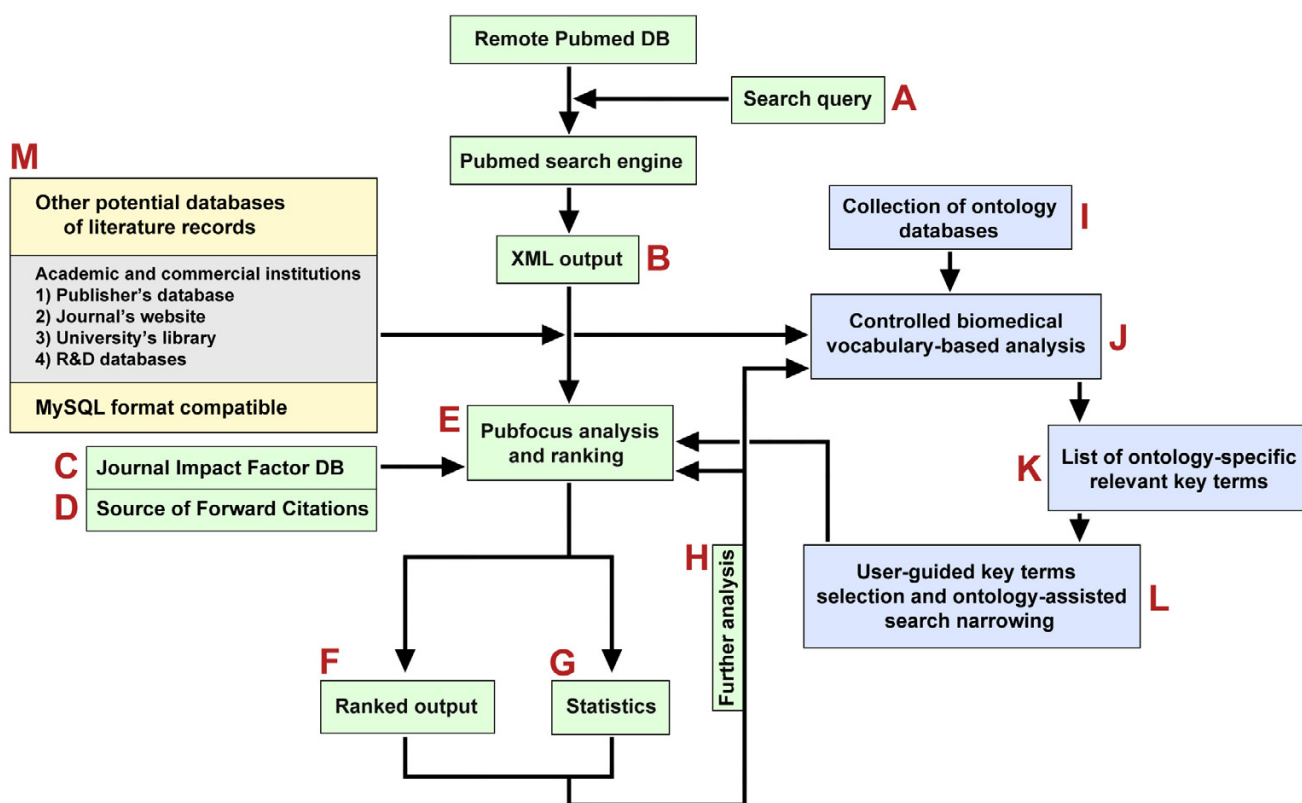 Remote Pubmed DB
Search query
A
Pubmed search engine
M
Other potential databases
of literature records
Academic and commercial institutions
1) Publisher's database
2) Journal's website
3) University's library
4) R&D databases
MySQL format compatible
XML output
B
Collection of ontology
databases
I
Controlled biomedical
vocabulary-based analysis
J
E
Pubfocus analysis
and ranking
C
Journal Impact Factor DB
D
Source of Forward Citations
K
List of ontology-specific
relevant key terms
H
Further analysis
User-guided key terms
selection and ontology-assisted
search narrowing
L
F
Ranked output
G
Statistics